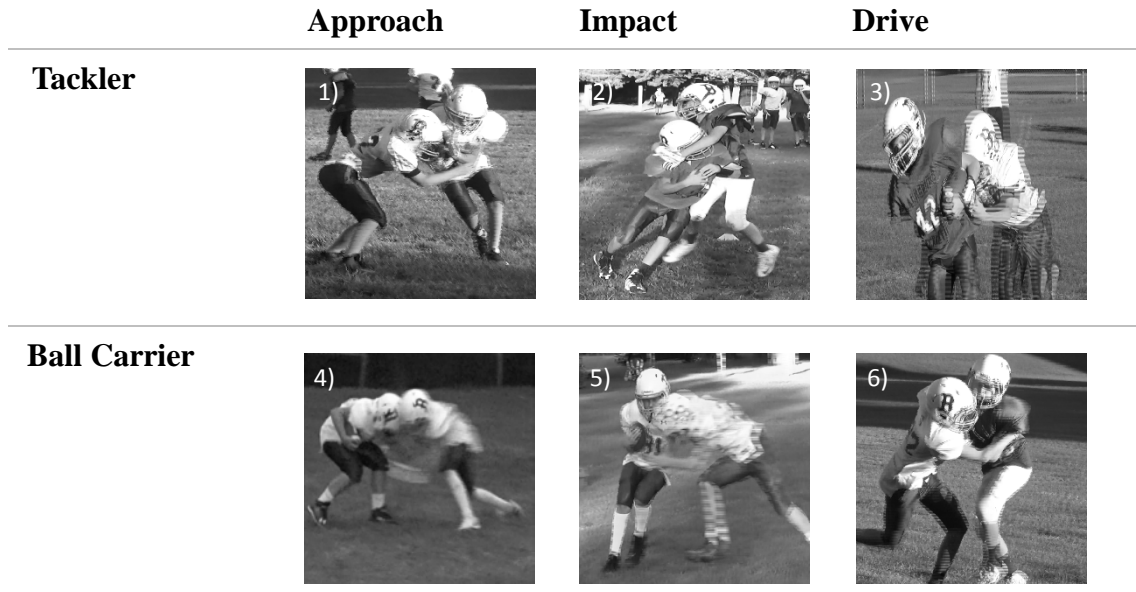 Approach Impact Drive
Tackler
1) 2) 3)
Ball Carrier
4) 5) 6)